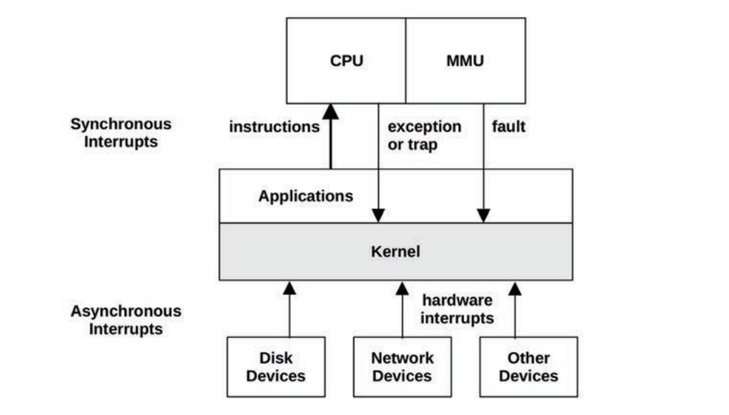 CPU
MMU
Synchronous
Interrupts
instructions
exception
or trap
fault
Applications
Kernel
Asynchronous
Interrupts
hardware
interrupts
Disk
Devices
Network
Devices
Other
Devices